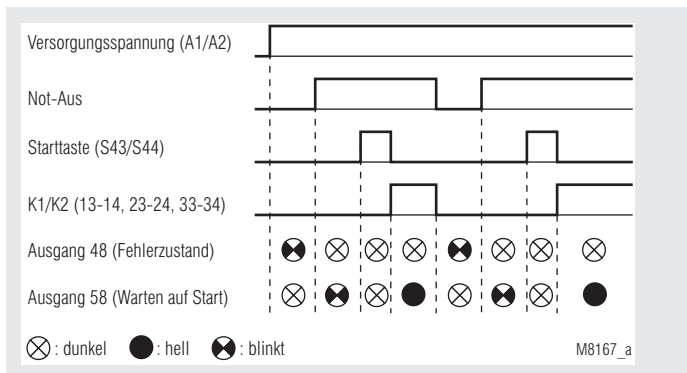 Versorgungsspannung (A1/A2)
Not-Aus
Starttaste (S43/S44)
K1/K2 (13-14, 23-24, 33-34)
Ausgang 48 (Fehlerzustand)
Ausgang 58 (Warten auf Start)
: dunkel : hell : blinkt M8167_a